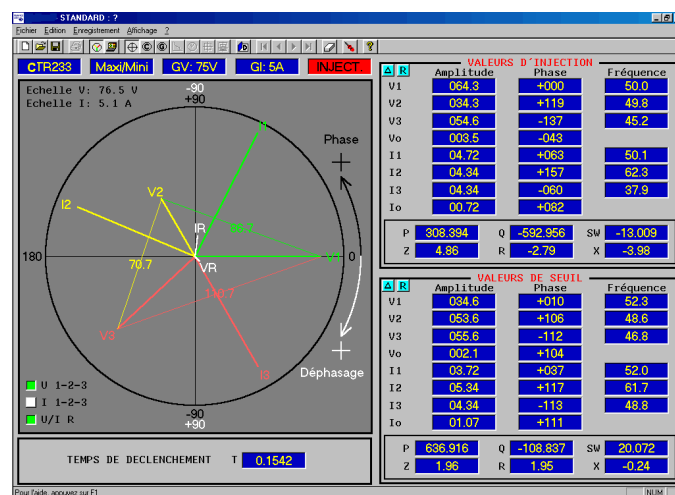 STANDARD : ?
Fichier Edition Enregistrement Affichage ?
CTR233 Maxi/Mini GV: 75V GI: 5A INJECT.
Echelle V: 76.5 V
Echelle I: 5.1 A
-90
+90
I1
Phase
V2
I2
IR
86.2
180
V1
0
70.7
VR
110.7
V3
I3
Déphasage
U 1-2-3
I 1-2-3
U/I R
-90
+90
TEMPS DE DECLENCHEMENT T 0.1542
VALEURS D'INJECTION
R Amplitude Phase Fréquence
V1 064.3 +000 50.0
V2 034.3 +119 49.8
V3 054.6 -137 45.2
Vo 003.5 -043
I1 04.72 +063 50.1
I2 04.34 +157 62.3
I3 04.34 -060 37.9
Io 00.72 +082
P 308.394 Q -592.956 SW -13.009
Z 4.86 R -2.79 X -3.98
VALEURS DE SEUIL
R Amplitude Phase Fréquence
V1 034.6 +010 52.3
V2 053.6 +106 48.6
V3 055.6 -112 46.8
Vo 002.1 +104
I1 03.72 +037 52.0
I2 05.34 +117 61.7
I3 04.34 -113 48.8
Io 01.07 +111
P 636.916 Q -108.837 SW 20.072
Z 1.96 R 1.95 X -0.24
Pour l'aide, appuyez sur F1
NUM